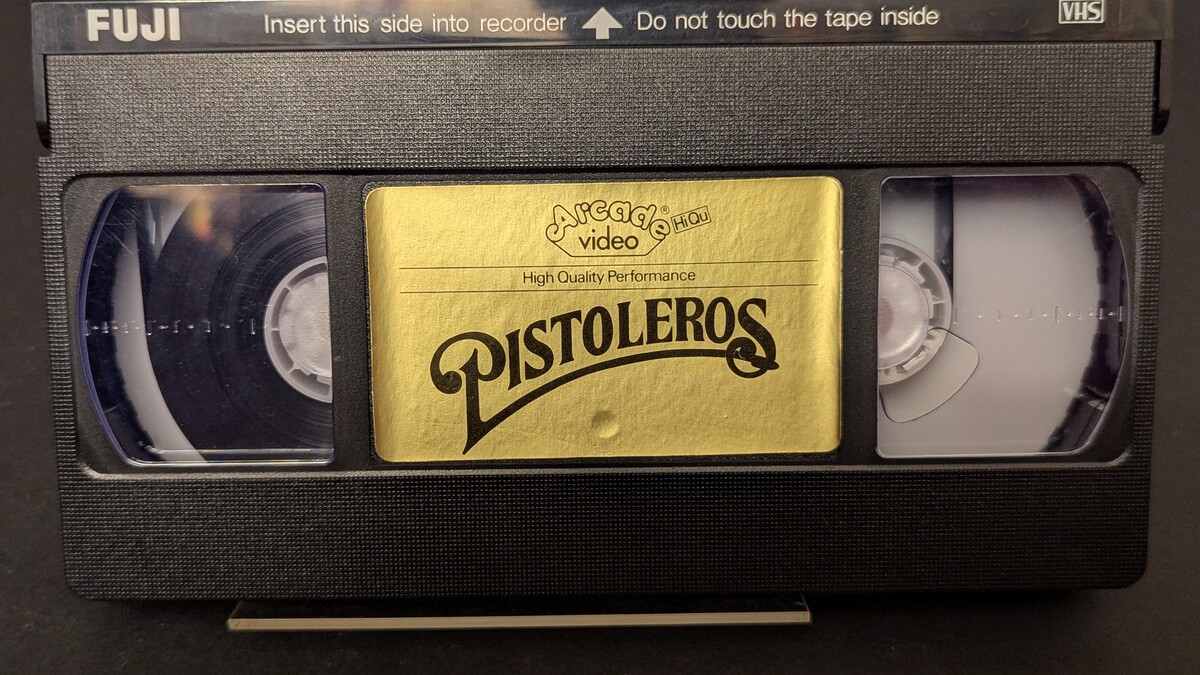 FUJI
Insert this side into recorder
Do not touch the tape inside
VHS
Arcade®
video
HiQu
High Quality Performance
PISTOLEROS